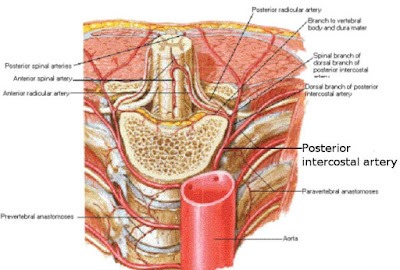 Posterior radicular artery
Branch to vertebral
body and dura mater
Posterior spinal arteries
Spinal branch of
dorsal branch of
posterior intercostal
artery
Anterior spinal artery
Anterior radicular artery
Dorsal branch of posterior
intercostal artery
Posterior
intercostal artery
Paravertebral anastomoses
Prevertebral anastomoses
Aorta